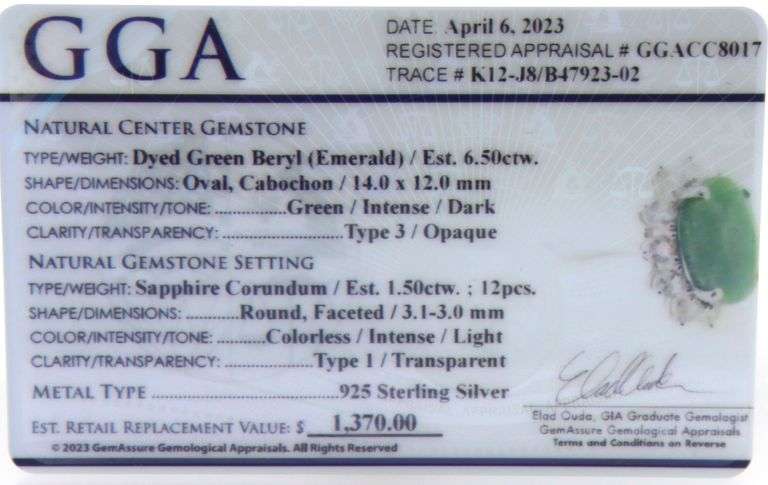 GGA
DATE: April 6, 2023
REGISTERED APPRAISAL # GGACC8017
TRACE # K12-J8/B47923-02
NATURAL CENTER GEMSTONE
TYPE/WEIGHT: Dyed Green Beryl (Emerald) / Est. 6.50ctw.
SHAPE/DIMENSIONS: Oval, Cabochon / 14.0 x 12.0 mm
COLOR/INTENSITY/TONE: ..............Green / Intense / Dark
CLARITY/TRANSPARENCY: ........................Type 3 / Opaque
NATURAL GEMSTONE SETTING
TYPE/WEIGHT: Sapphire Corundum / Est. 1.50ctw. ; 12pcs.
SHAPE/DIMENSIONS: ...........Round, Faceted / 3.1-3.0 mm
COLOR/INTENSITY/TONE: ..........Colorless / Intense / Light
CLARITY/TRANSPARENCY: ..................Type 1 / Transparent
METAL TYPE ......................................925 Sterling Silver
EST. RETAIL REPLACEMENT VALUE: $ 1,370.00
© 2023 GemAssure Gemological Appraisals. All Rights Reserved
Elad Ouda, GIA Graduate Gemologist
GemAssure Gemological Appraisals
Terms and Conditions on Reverse